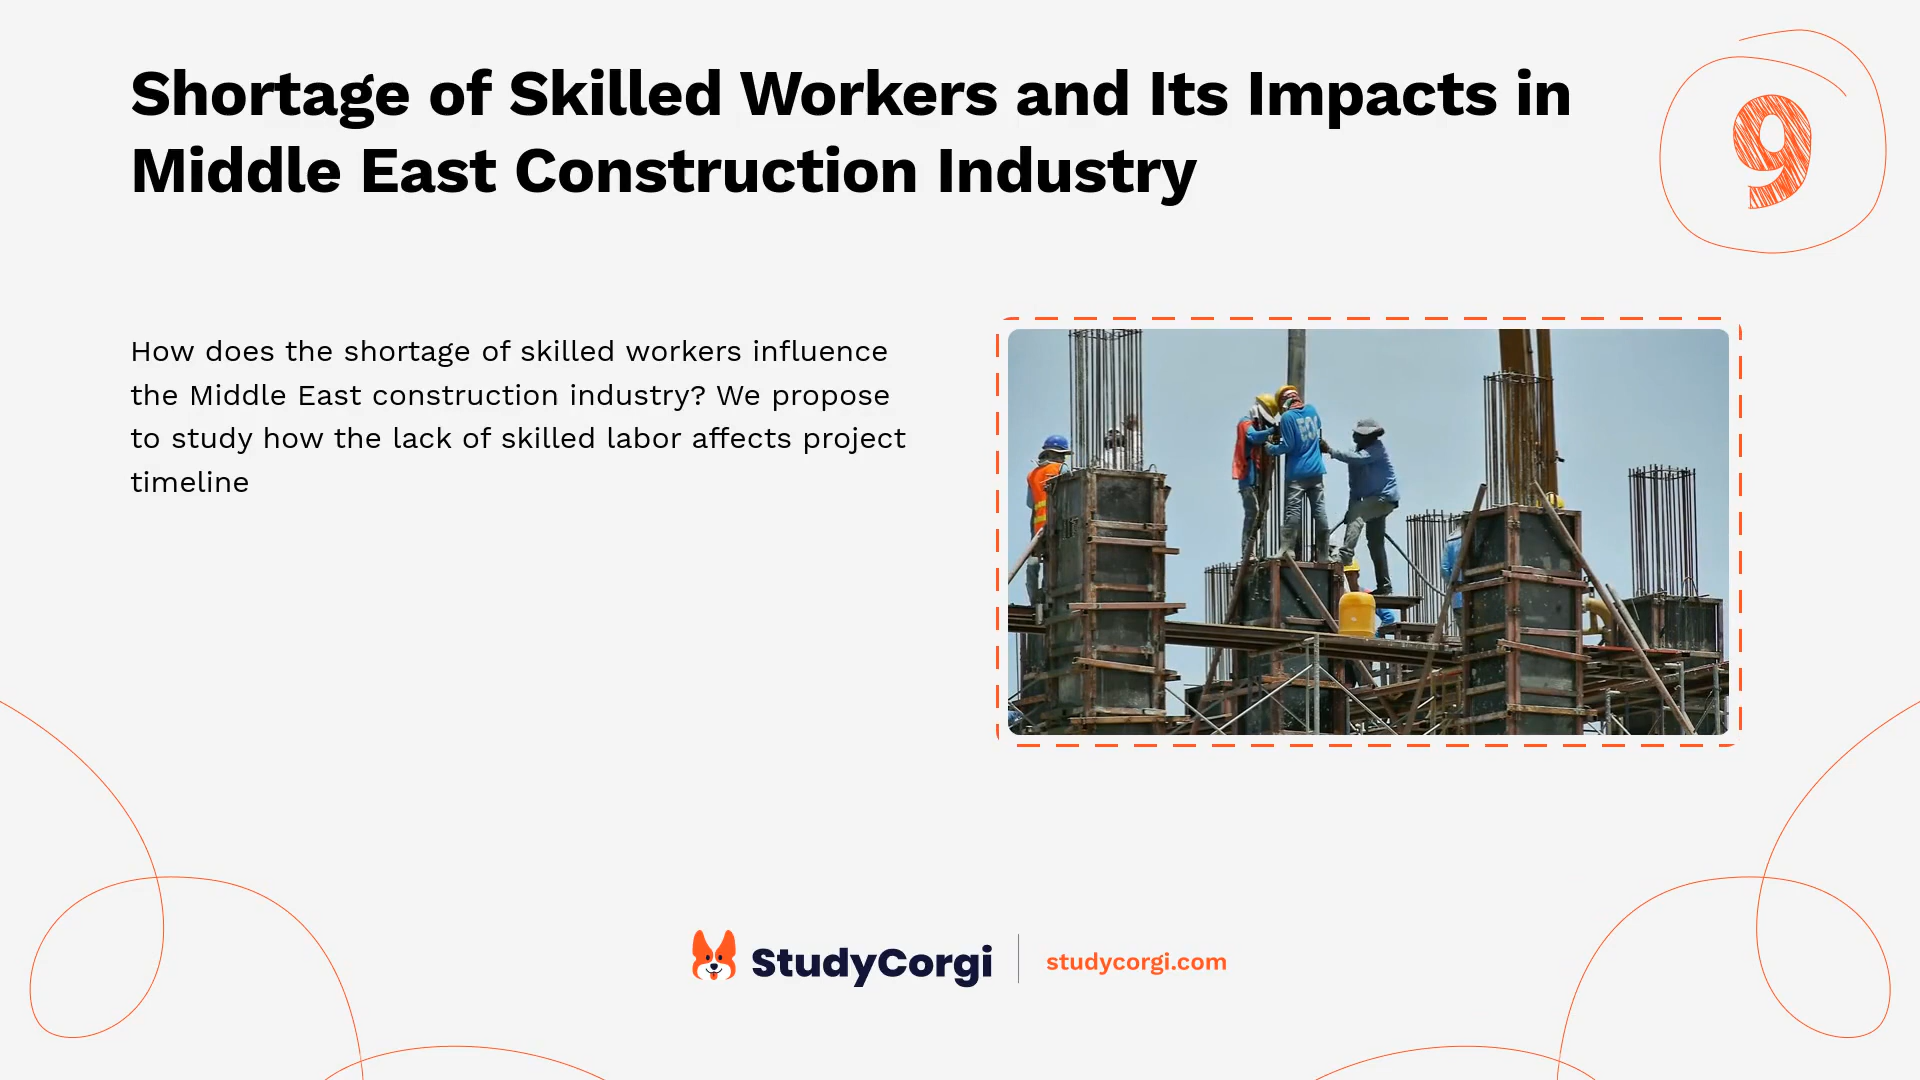 Shortage of Skilled Workers and Its Impacts in
Middle East Construction Industry
9
How does the shortage of skilled workers influence
the Middle East construction industry? We propose
to study how the lack of skilled labor affects project
timeline
StudyCorgi
studycorgi.com